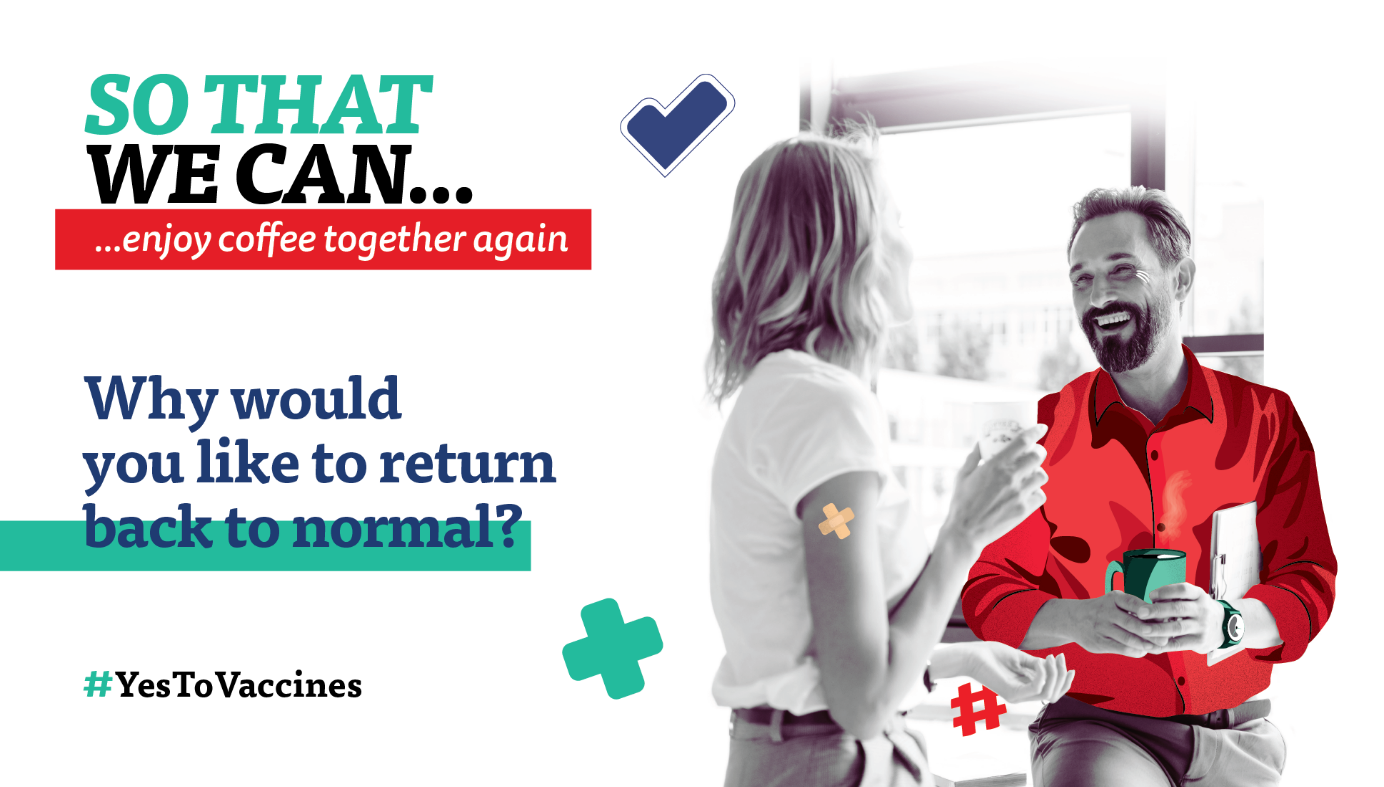 SO THAT
WE CAN...
...enjoy coffee together again
Why would
you like to return
back to normal?
#YesToVaccines
#